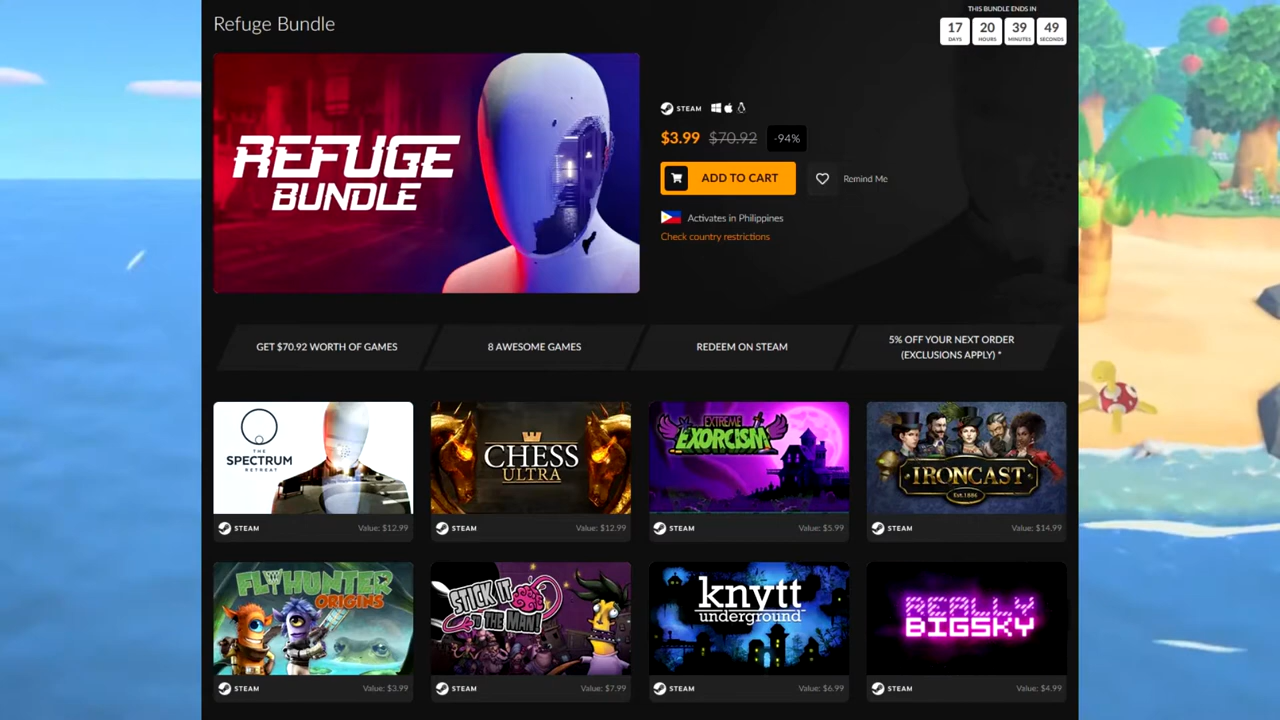 Refuge Bundle
THIS BUNDLE ENDS IN
17 20 39 49
DAYS HOURS MINUTES SECONDS
REFUGE
BUNDLE
STEAM
$3.99 $70.92 -94%
ADD TO CART
Remind Me
Activates in Philippines
Check country restrictions
GET $70.92 WORTH OF GAMES
8 AWESOME GAMES
REDEEM ON STEAM
5% OFF YOUR NEXT ORDER
(EXCLUSIONS APPLY) *
THE
SPECTRUM
RETREAT
STEAM Value: $12.99
CHESS
ULTRA
STEAM Value: $12.99
EXTREME
EXORCISM
STEAM Value: $5.99
IRONCAST
Est. 1886
STEAM Value: $14.99
FLYHUNTER
ORIGINS
STEAM Value: $3.99
STICK IT
TO THE MAN!
STEAM Value: $7.99
knytt
underground
STEAM Value: $6.99
REALLY
BIGSKY
STEAM Value: $4.99